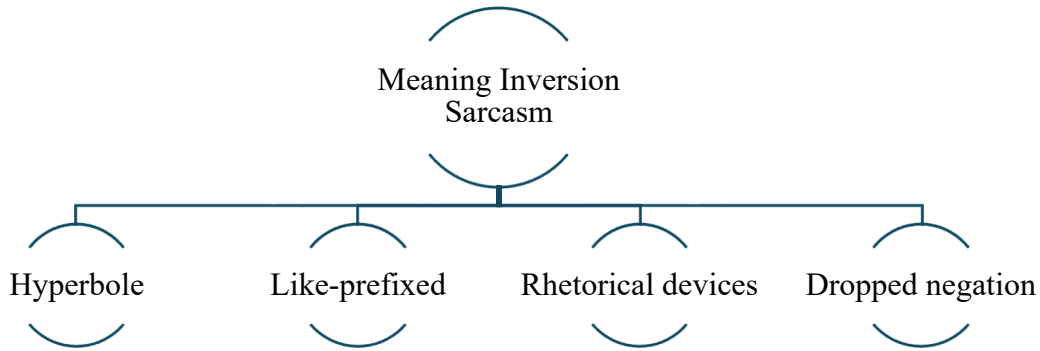 Meaning Inversion
Sarcasm
Hyperbole
Like-prefixed
Rhetorical devices
Dropped negation